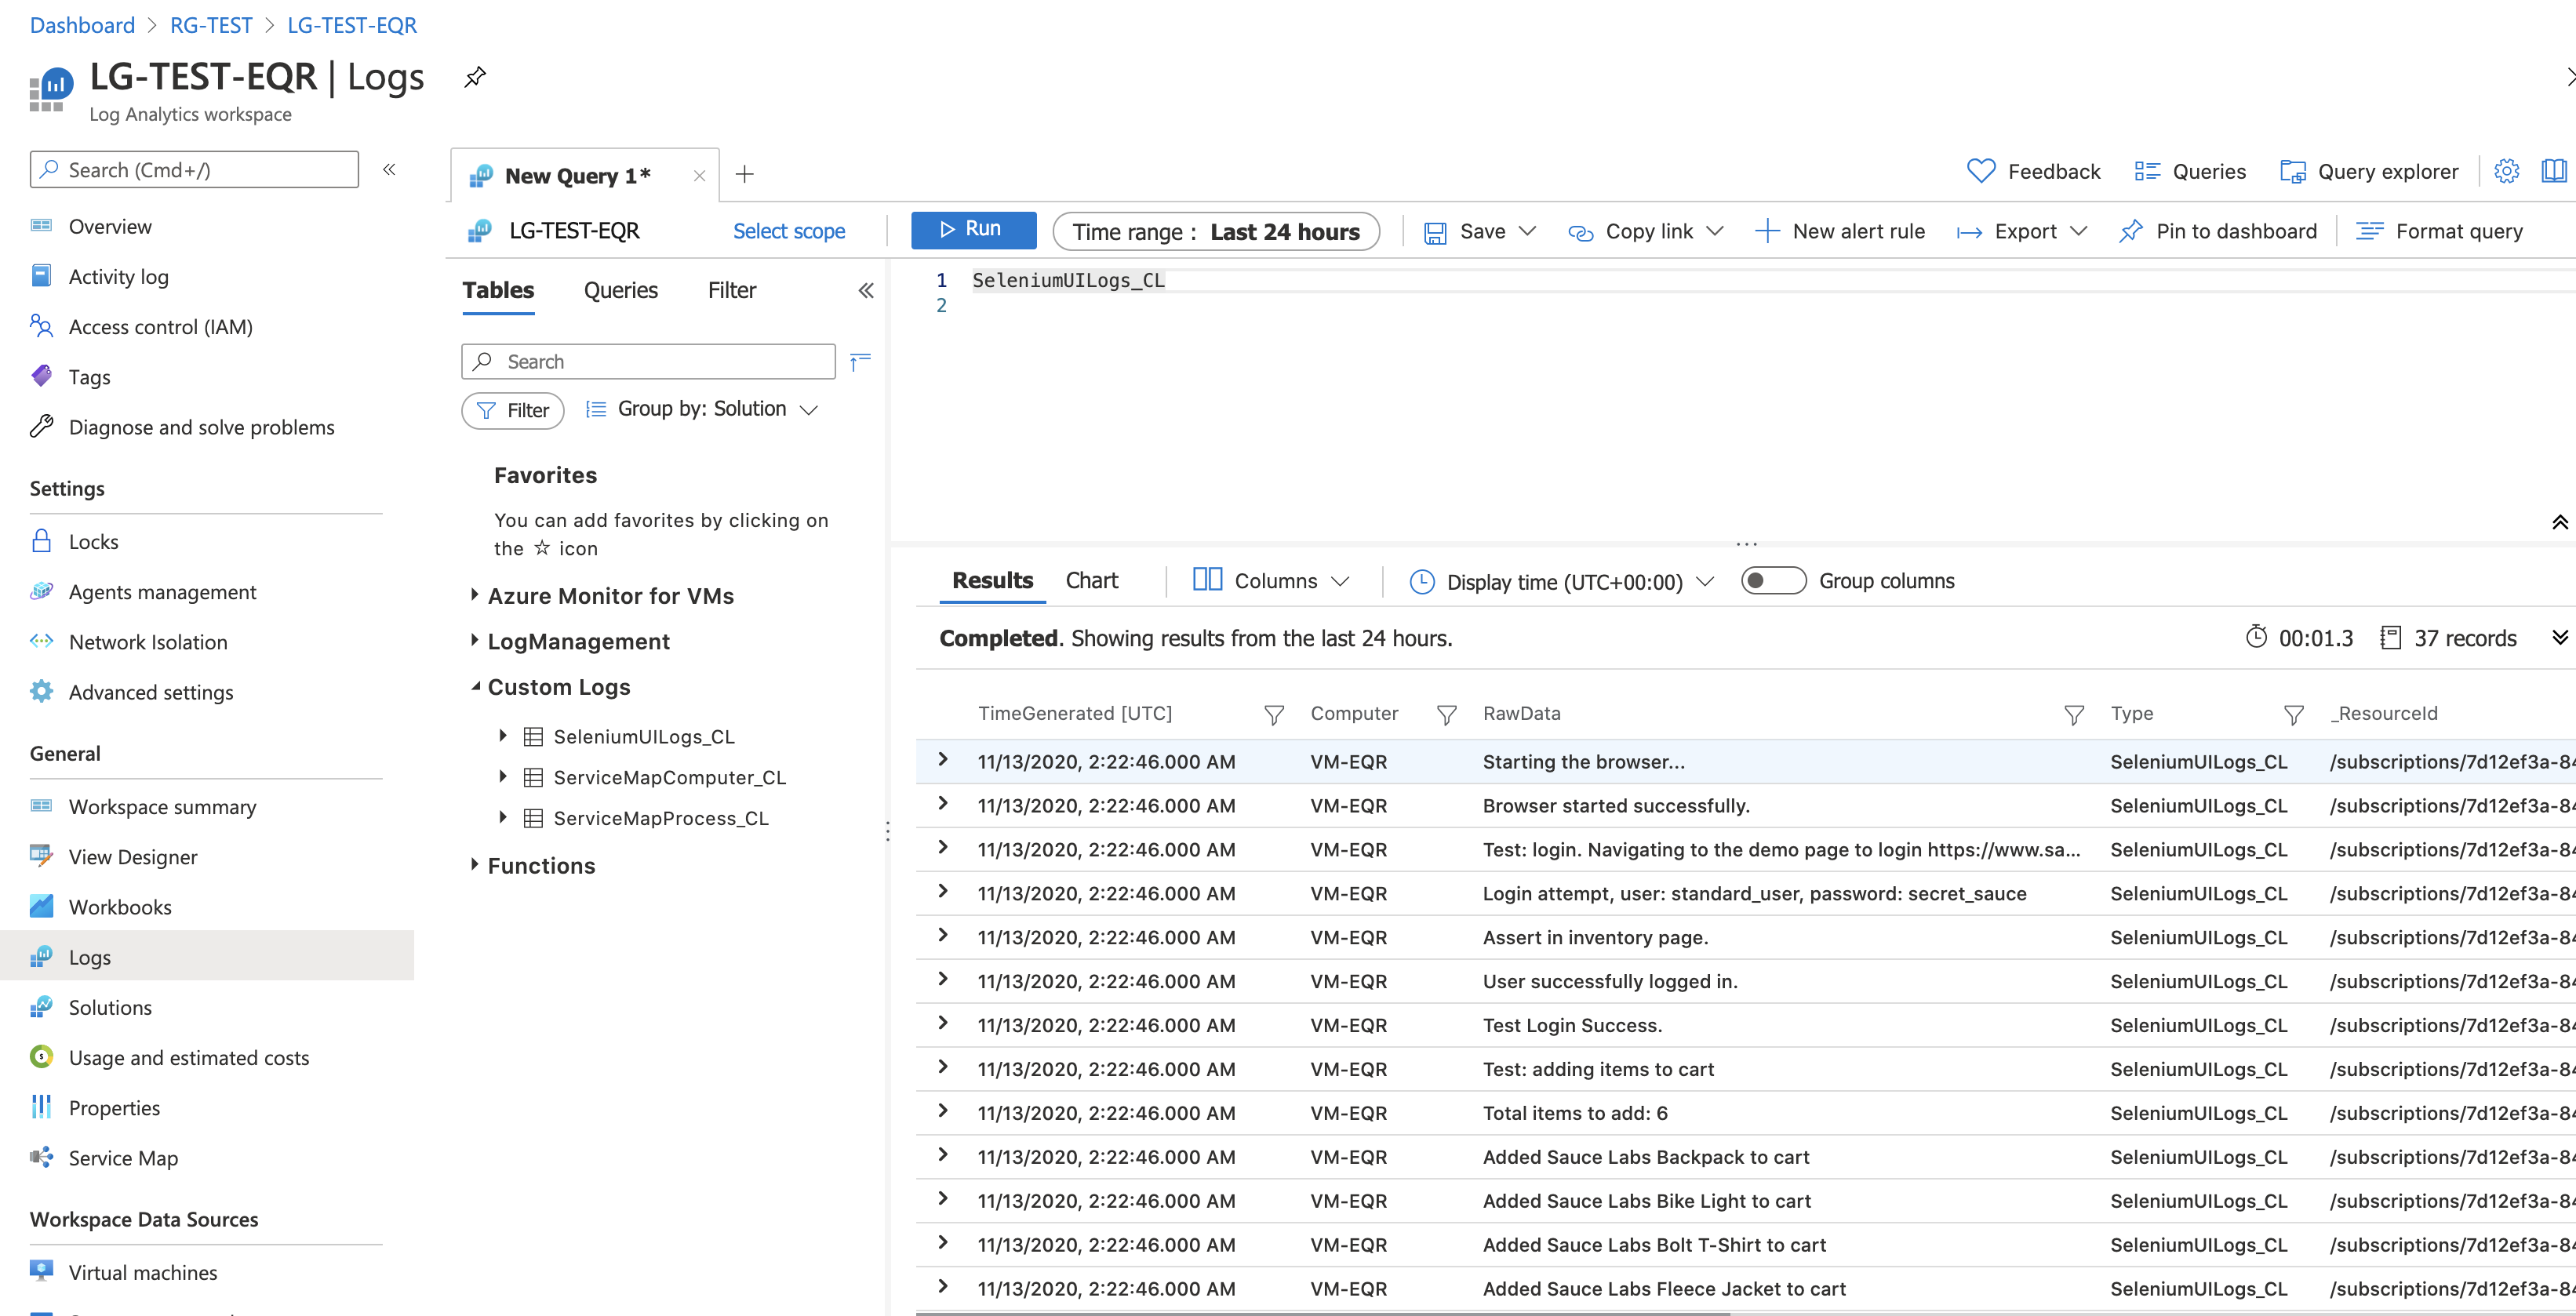 Dashboard > RG-TEST > LG-TEST-EQR
LG-TEST-EQR | Logs
Log Analytics workspace
Search (Cmd+/)
Overview
Activity log
Access control (IAM)
Tags
Diagnose and solve problems
Settings
Locks
Agents management
Network Isolation
Advanced settings
General
Workspace summary
View Designer
Workbooks
Logs
Solutions
Usage and estimated costs
Properties
Service Map
Workspace Data Sources
Virtual machines
New Query 1*
Feedback Queries Query explorer
LG-TEST-EQR Select scope Run Time range : Last 24 hours Save Copy link New alert rule Export Pin to dashboard Format query
Tables Queries Filter
Search
Filter Group by: Solution
Favorites
You can add favorites by clicking on
the ☆ icon
Azure Monitor for VMs
LogManagement
Custom Logs
SeleniumUILogs_CL
ServiceMapComputer_CL
ServiceMapProcess_CL
Functions
1 SeleniumUILogs_CL
2
Results Chart Columns Display time (UTC+00:00) Group columns
Completed. Showing results from the last 24 hours. 00:01.3 37 records
TimeGenerated [UTC] Computer RawData Type _ResourceId
11/13/2020, 2:22:46.000 AM VM-EQR Starting the browser... SeleniumUILogs_CL /subscriptions/7d12ef3a-84
11/13/2020, 2:22:46.000 AM VM-EQR Browser started successfully. SeleniumUILogs_CL /subscriptions/7d12ef3a-84
11/13/2020, 2:22:46.000 AM VM-EQR Test: login. Navigating to the demo page to login https://www.sa... SeleniumUILogs_CL /subscriptions/7d12ef3a-84
11/13/2020, 2:22:46.000 AM VM-EQR Login attempt, user: standard_user, password: secret_sauce SeleniumUILogs_CL /subscriptions/7d12ef3a-84
11/13/2020, 2:22:46.000 AM VM-EQR Assert in inventory page. SeleniumUILogs_CL /subscriptions/7d12ef3a-84
11/13/2020, 2:22:46.000 AM VM-EQR User successfully logged in. SeleniumUILogs_CL /subscriptions/7d12ef3a-84
11/13/2020, 2:22:46.000 AM VM-EQR Test Login Success. SeleniumUILogs_CL /subscriptions/7d12ef3a-84
11/13/2020, 2:22:46.000 AM VM-EQR Test: adding items to cart SeleniumUILogs_CL /subscriptions/7d12ef3a-84
11/13/2020, 2:22:46.000 AM VM-EQR Total items to add: 6 SeleniumUILogs_CL /subscriptions/7d12ef3a-84
11/13/2020, 2:22:46.000 AM VM-EQR Added Sauce Labs Backpack to cart SeleniumUILogs_CL /subscriptions/7d12ef3a-84
11/13/2020, 2:22:46.000 AM VM-EQR Added Sauce Labs Bike Light to cart SeleniumUILogs_CL /subscriptions/7d12ef3a-84
11/13/2020, 2:22:46.000 AM VM-EQR Added Sauce Labs Bolt T-Shirt to cart SeleniumUILogs_CL /subscriptions/7d12ef3a-84
11/13/2020, 2:22:46.000 AM VM-EQR Added Sauce Labs Fleece Jacket to cart SeleniumUILogs_CL /subscriptions/7d12ef3a-84